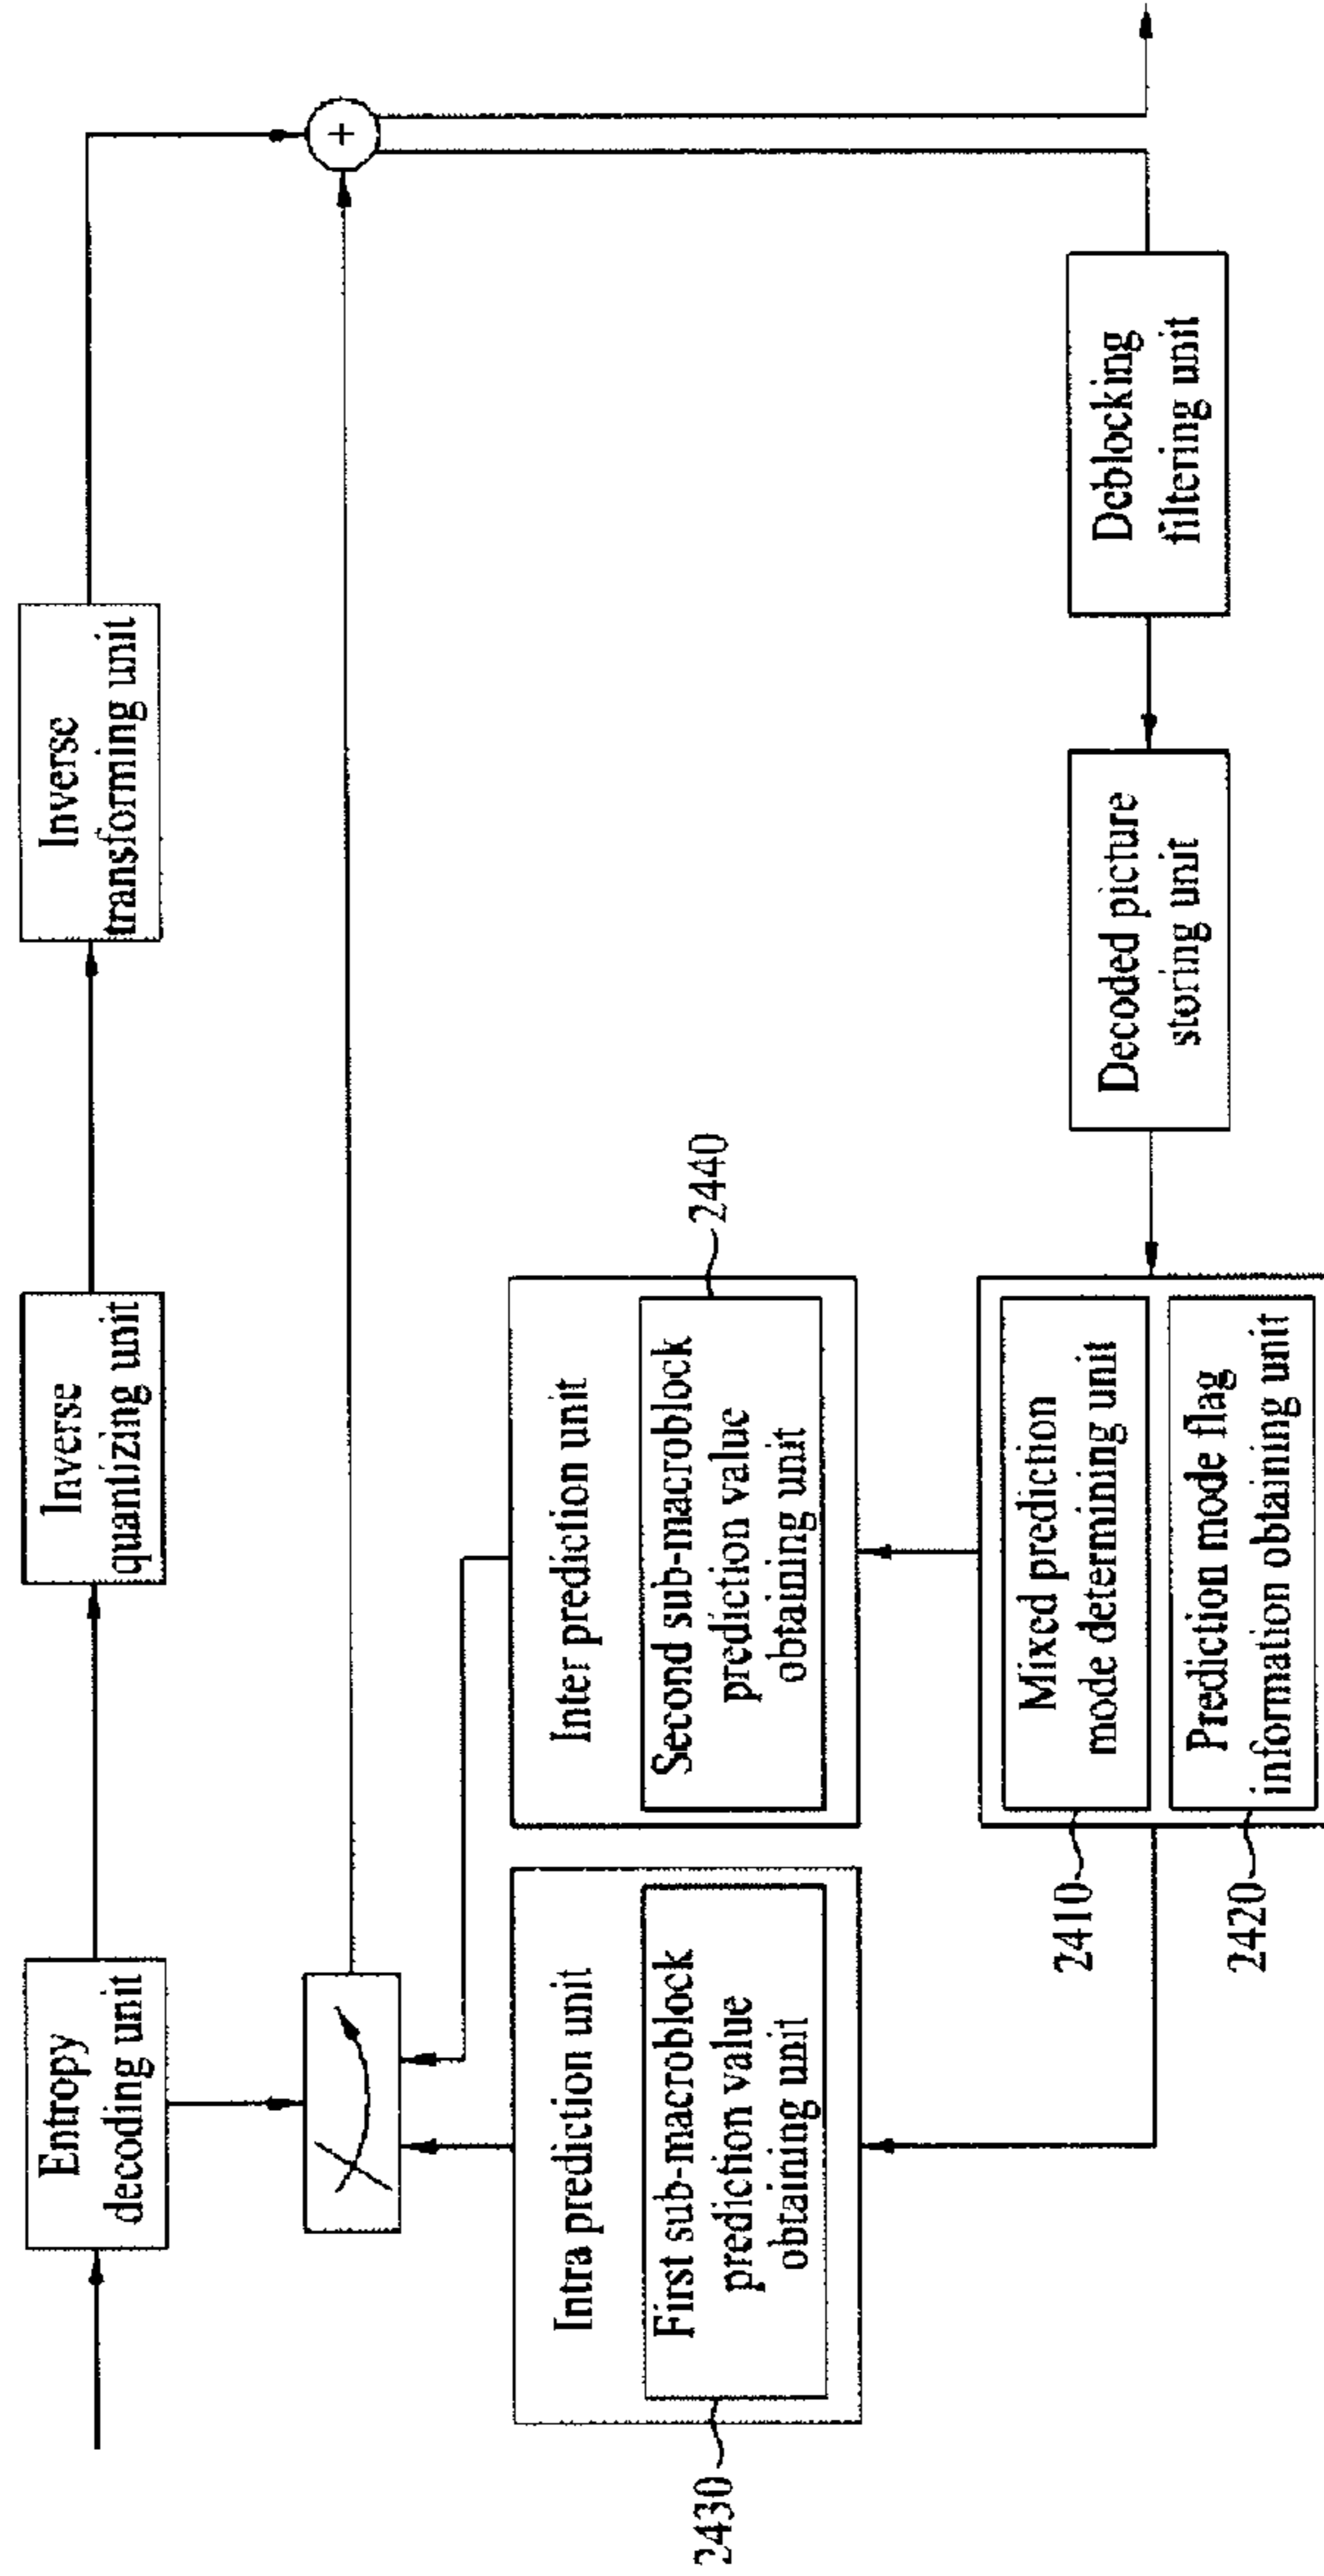 Entropy
decoding unit
Inverse
quantizing unit
Inverse
transforming unit
+
Intra prediction unit
First sub-macroblock
prediction value
obtaining unit
2430
Inter prediction unit
Second sub-macroblock
prediction value
obtaining unit
2440
Mixed prediction
mode determining unit
2410
Prediction mode flag
information obtaining unit
2420
Decoded picture
storing unit
Deblocking
filtering unit